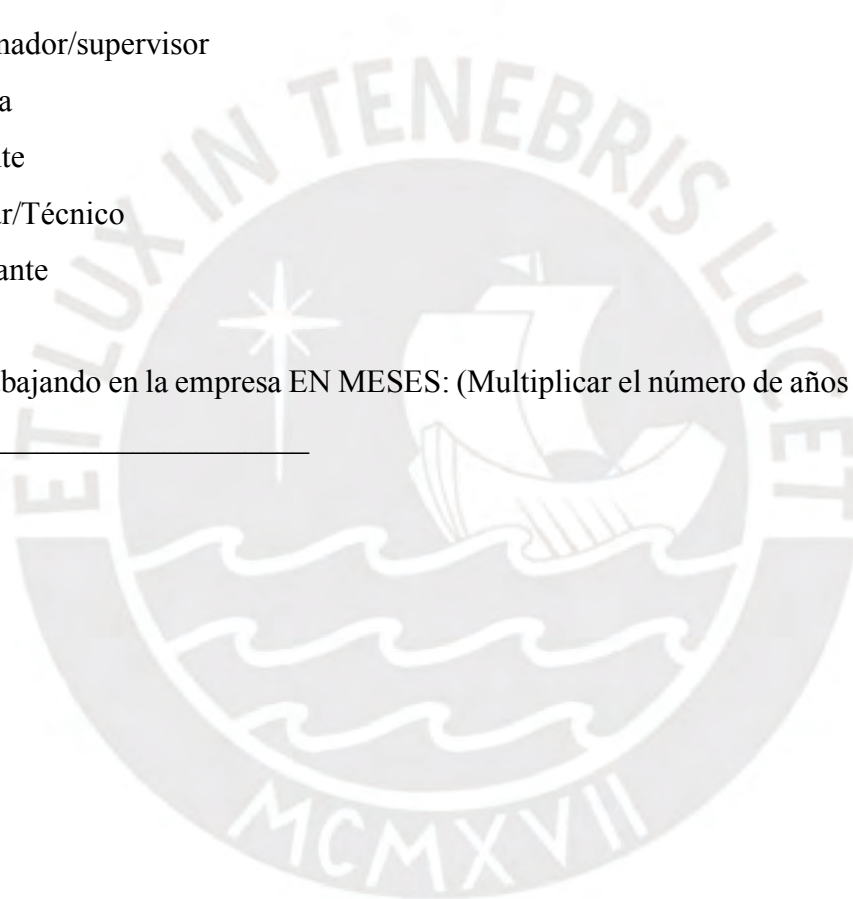 nador/supervisor
a
te
r/Técnico
ante
bajando en la empresa EN MESES: (Multiplicar el número de años
ET LUX IN TENEBRIS LUCET
MCMXVII